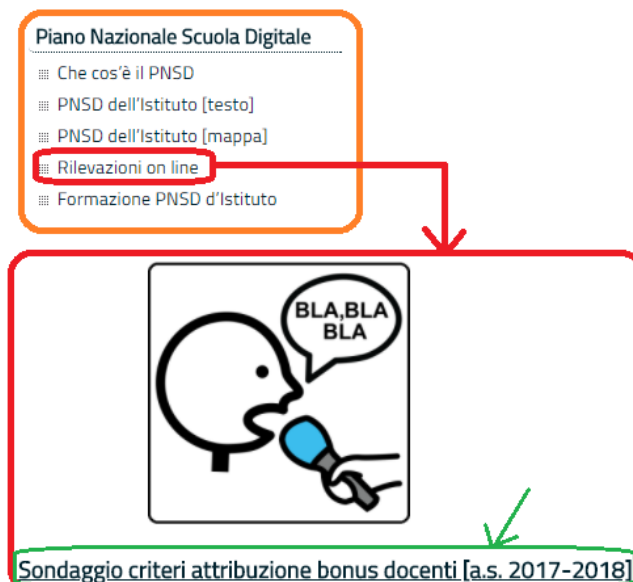 Piano Nazionale Scuola Digitale
Che cos'è il PNSD
PNSD dell'Istituto [testo]
PNSD dell'Istituto [mappa]
Rilevazioni on line
Formazione PNSD d'Istituto
BLA,BLA
BLA
Sondaggio criteri attribuzione bonus docenti [a.s. 2017-2018]